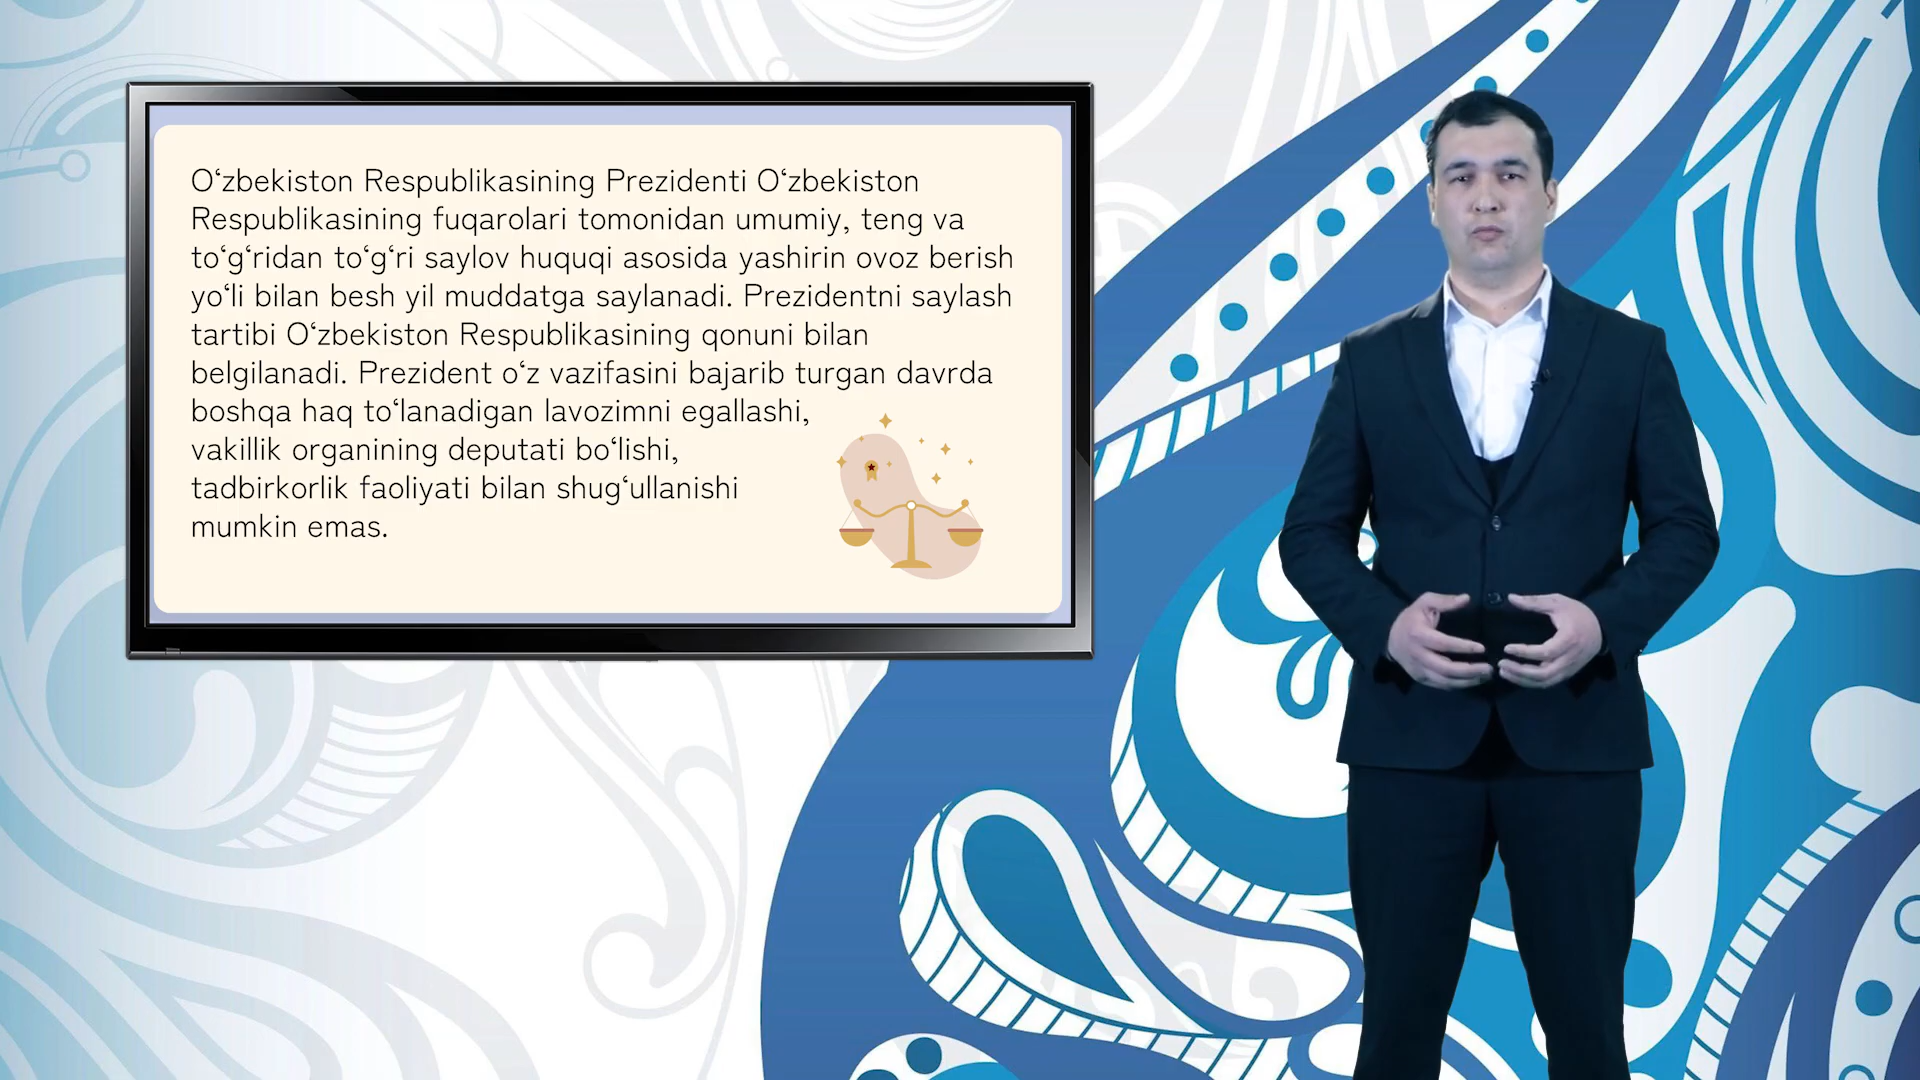 O‘zbekiston Respublikasining Prezidenti O‘zbekiston
Respublikasining fuqarolari tomonidan umumiy, teng va
to‘g‘ridan to‘g‘ri saylov huquqi asosida yashirin ovoz berish
yo‘li bilan besh yil muddatga saylanadi. Prezidentni saylash
tartibi O‘zbekiston Respublikasining qonuni bilan
belgilanadi. Prezident o‘z vazifasini bajarib turgan davrda
boshqa haq to‘lanadigan lavozimni egallashi,
vakillik organining deputati bo‘lishi,
tadbirkorlik faoliyati bilan shug‘ullanishi
mumkin emas.